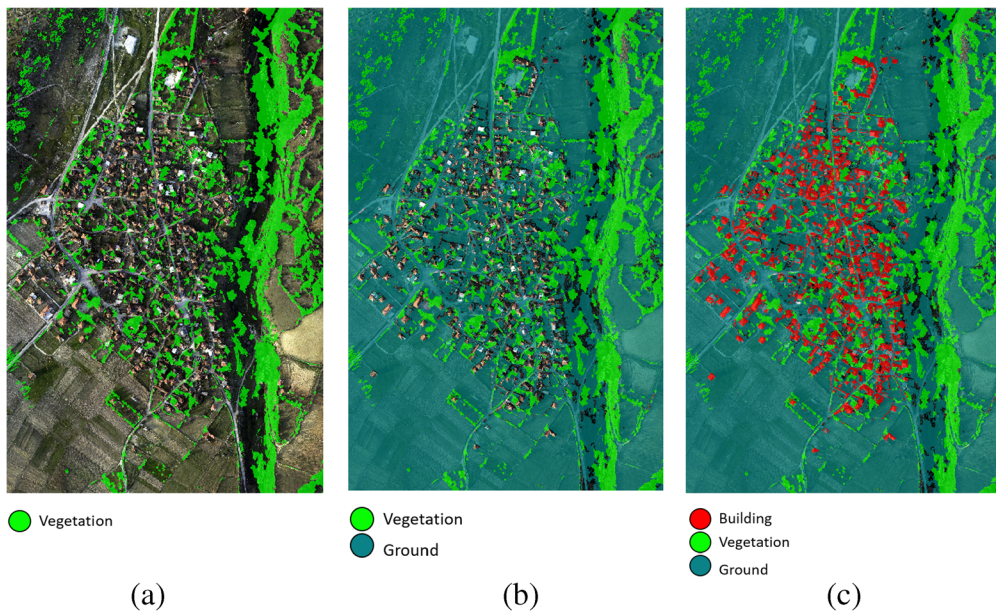 Vegetation
(a)
Vegetation
Ground
(b)
Building
Vegetation
Ground
(c)